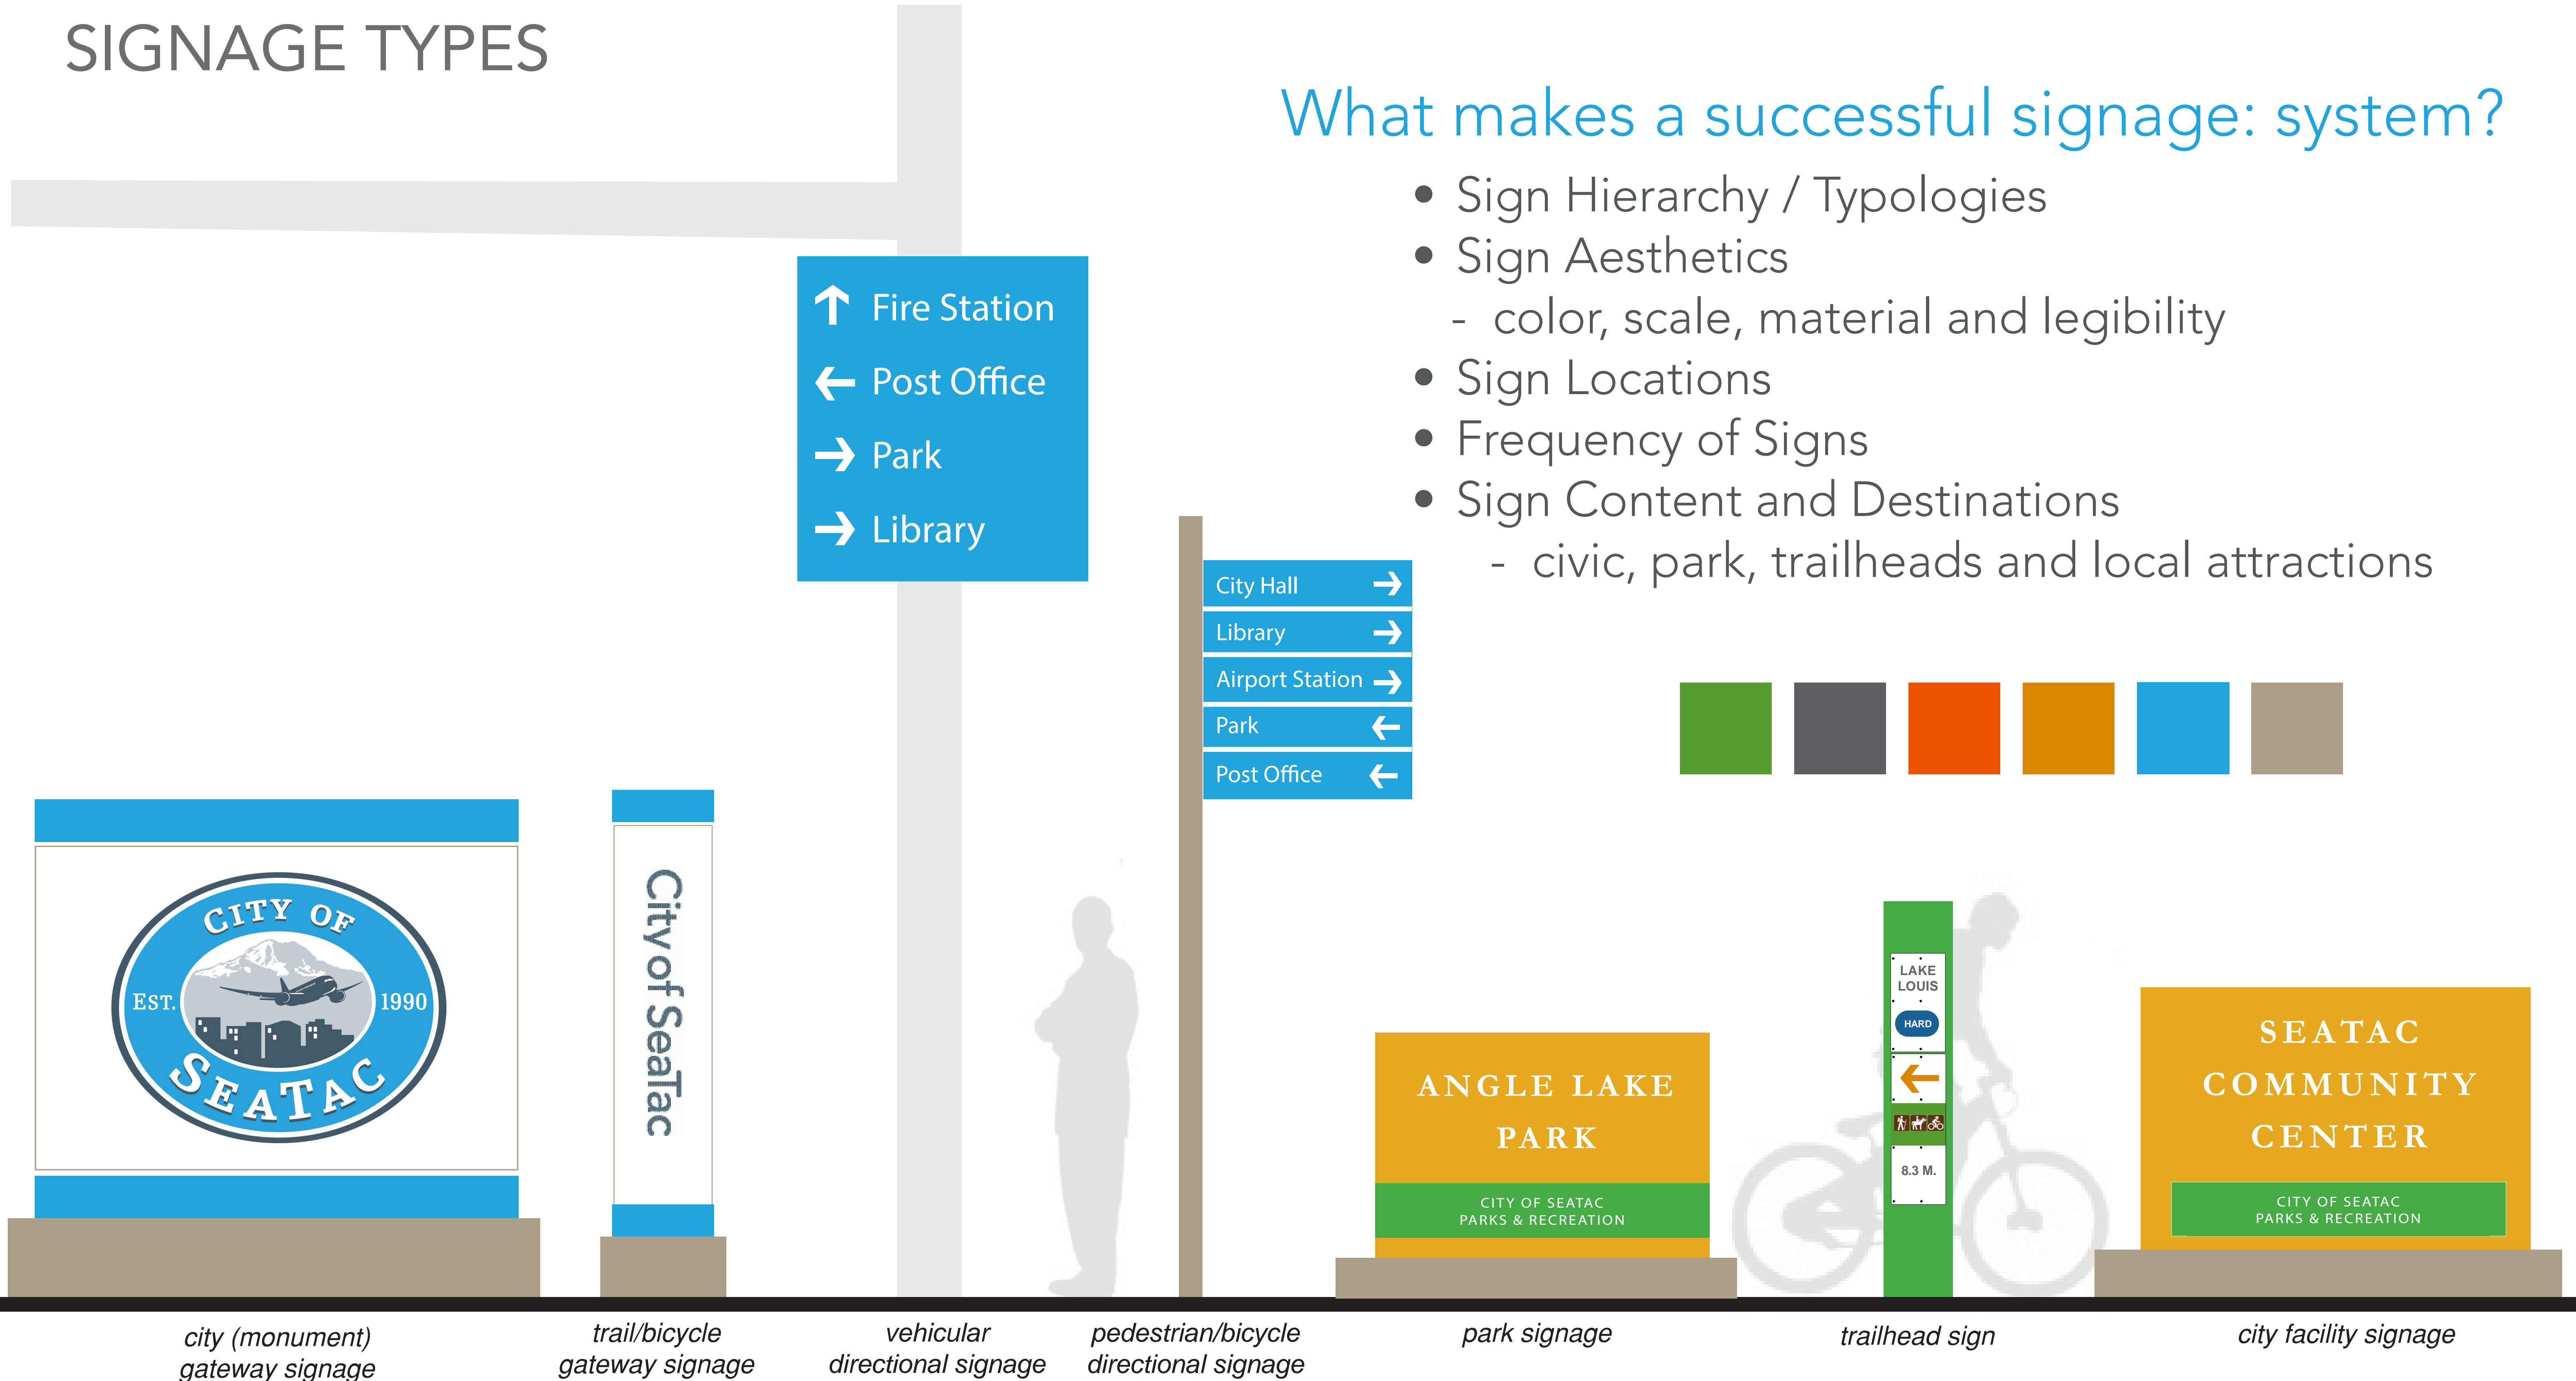 SIGNAGE TYPES
What makes a successful signage: system?
• Sign Hierarchy / Typologies
• Sign Aesthetics
- color, scale, material and legibility
• Sign Locations
• Frequency of Signs
• Sign Content and Destinations
- civic, park, trailheads and local attractions
↑ Fire Station
← Post Office
→ Park
→ Library
City Hall →
Library →
Airport Station →
Park ←
Post Office ←
CITY OF
EST. 1990
SEATAC
City of SeaTac
ANGLE LAKE
PARK
CITY OF SEATAC
PARKS & RECREATION
LAKE
LOUIS
HARD
←
8.3 M.
SEATAC
COMMUNITY
CENTER
CITY OF SEATAC
PARKS & RECREATION
city (monument)
gateway signage
trail/bicycle
gateway signage
vehicular
directional signage
pedestrian/bicycle
directional signage
park signage
trailhead sign
city facility signage